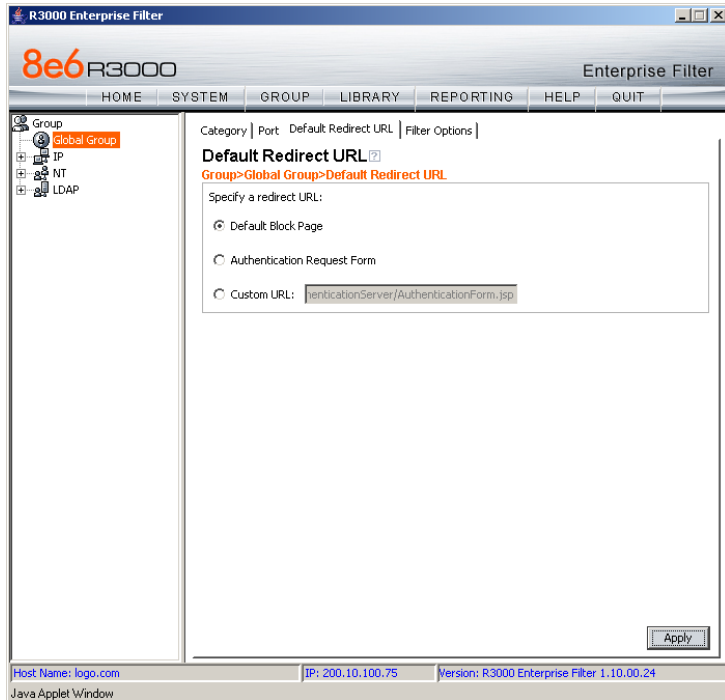 R3000 Enterprise Filter
8e6 R3000
Enterprise Filter
HOME SYSTEM GROUP LIBRARY REPORTING HELP QUIT
Group
Global Group
IP
NT
LDAP
Category Port Default Redirect URL Filter Options
Default Redirect URL ?
Group>Global Group>Default Redirect URL
Specify a redirect URL:
Default Block Page
Authentication Request Form
Custom URL: henticationServer/AuthenticationForm.jsp
Apply
Host Name: logo.com IP: 200.10.100.75 Version: R3000 Enterprise Filter 1.10.00.24
Java Applet Window